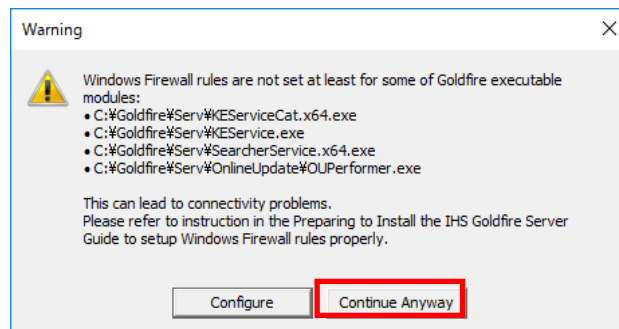 Warning
Windows Firewall rules are not set at least for some of Goldfire executable
modules:
• C:¥Goldfire¥Serv¥KEServiceCat.x64.exe
• C:¥Goldfire¥Serv¥KEService.exe
• C:¥Goldfire¥Serv¥SearcherService.x64.exe
• C:¥Goldfire¥Serv¥OnlineUpdate¥OUPerformer.exe
This can lead to connectivity problems.
Please refer to instruction in the Preparing to Install the IHS Goldfire Server
Guide to setup Windows Firewall rules properly.
Configure Continue Anyway